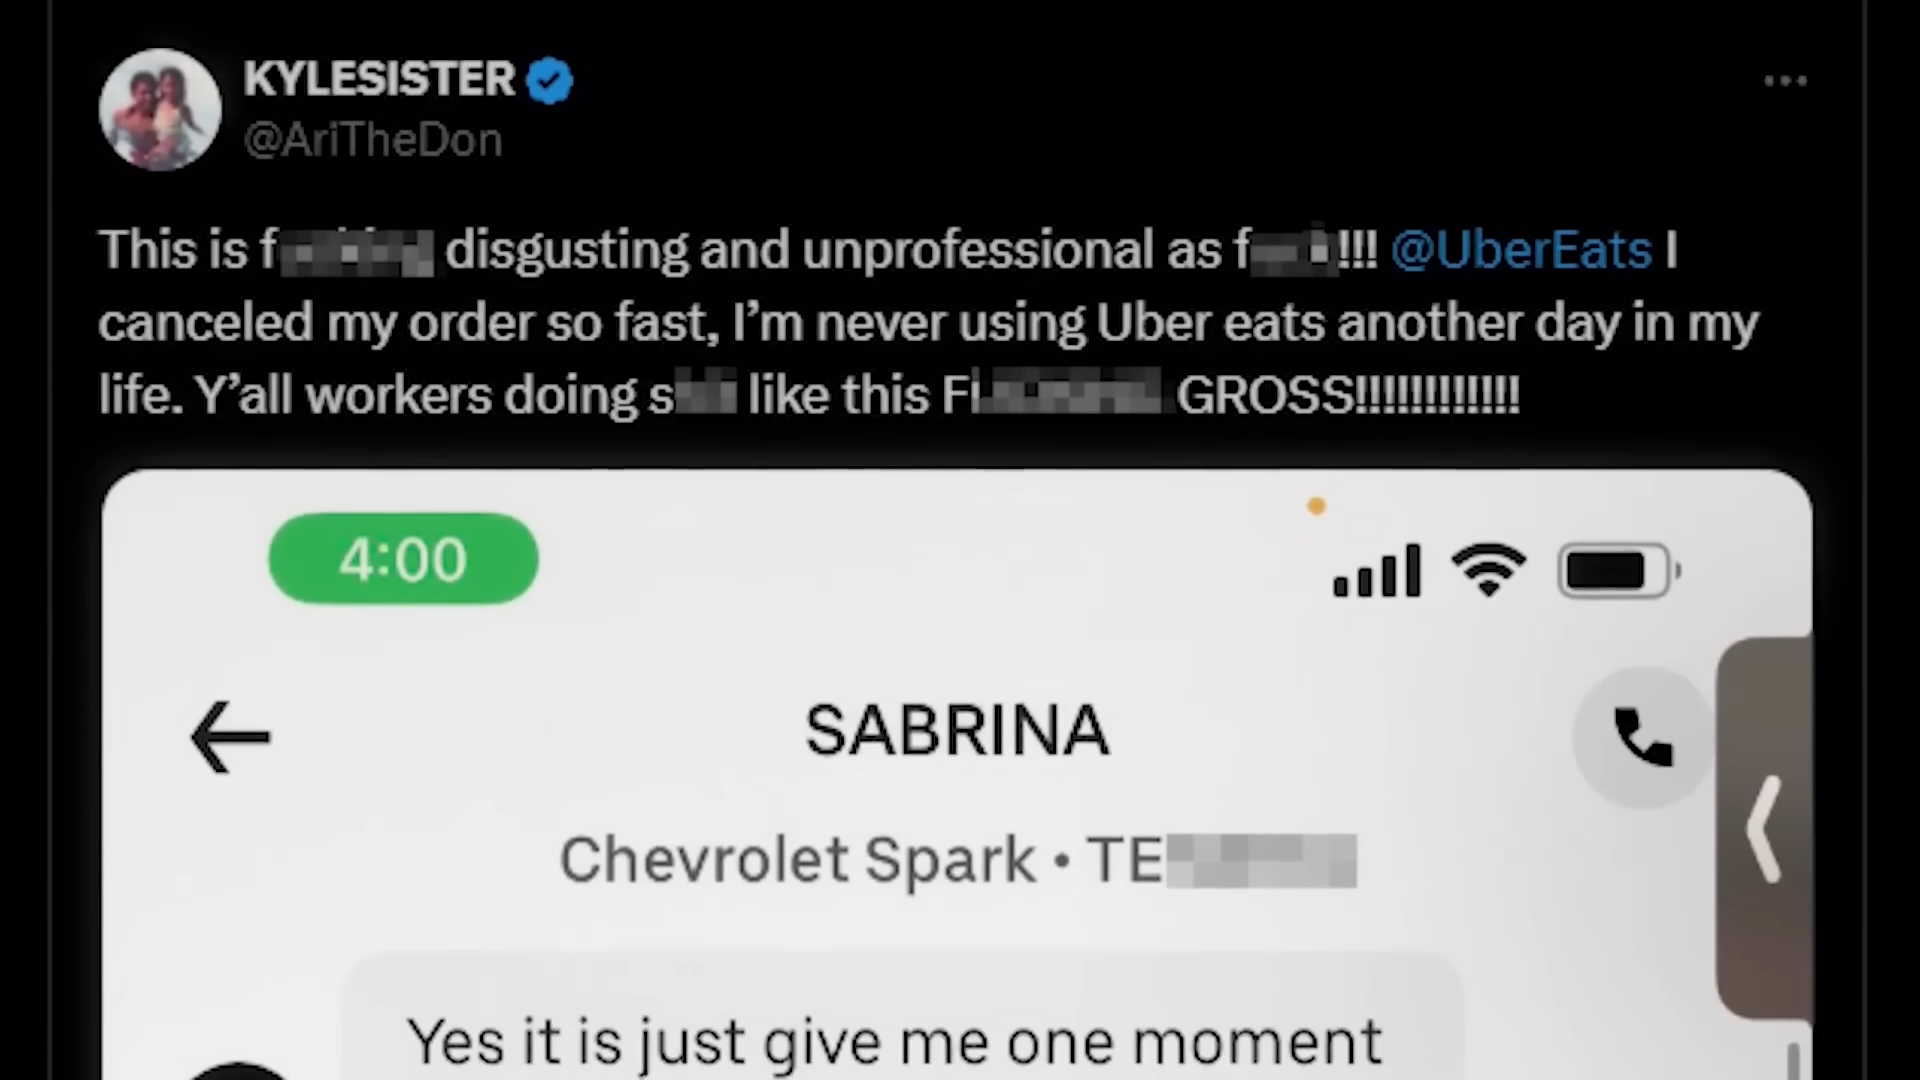 KYLESISTER
@AriTheDon
This is f disgusting and unprofessional as f!!! @UberEats I
canceled my order so fast, I’m never using Uber eats another day in my
life. Y’all workers doing s like this F GROSS!!!!!!!!!!!!!
4:00
SABRINA
Chevrolet Spark • TE
Yes it is just give me one moment